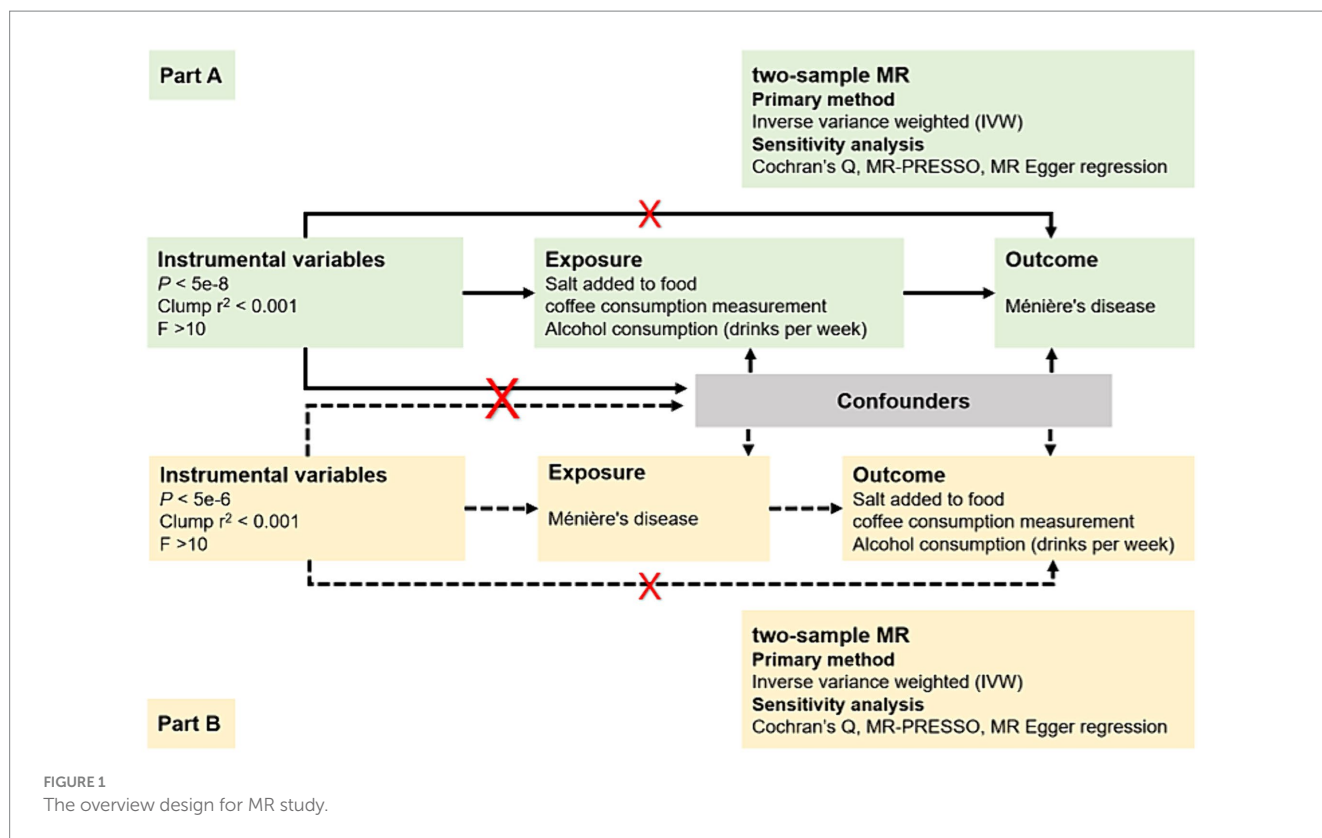 Part A
two-sample MR
Primary method
Inverse variance weighted (IVW)
Sensitivity analysis
Cochran's Q, MR-PRESSO, MR Egger regression
X
Instrumental variables
P < 5e-8
Clump r² < 0.001
F >10
Exposure
Salt added to food
coffee consumption measurement
Alcohol consumption (drinks per week)
Outcome
Ménière's disease
X
Confounders
Instrumental variables
P < 5e-6
Clump r² < 0.001
F >10
Exposure
Ménière's disease
Outcome
Salt added to food
coffee consumption measurement
Alcohol consumption (drinks per week)
X
two-sample MR
Primary method
Inverse variance weighted (IVW)
Sensitivity analysis
Cochran's Q, MR-PRESSO, MR Egger regression
Part B
FIGURE 1
The overview design for MR study.